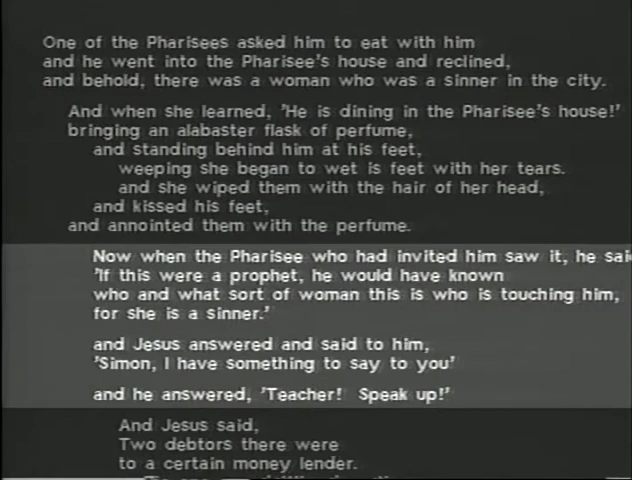 One of the Pharisees asked him to eat with him
and he went into the Pharisee's house and reclined,
and behold, there was a woman who was a sinner in the city.
And when she learned, 'He is dining in the Pharisee's house!'
bringing an alabaster flask of perfume,
and standing behind him at his feet,
weeping she began to wet is feet with her tears.
and she wiped them with the hair of her head,
and kissed his feet,
and annointed them with the perfume.
Now when the Pharisee who had invited him saw it, he sai
'If this were a prophet, he would have known
who and what sort of woman this is who is touching him,
for she is a sinner.'
and Jesus answered and said to him,
'Simon, I have something to say to you'
and he answered, 'Teacher! Speak up!'
And Jesus said,
Two debtors there were
to a certain money lender.